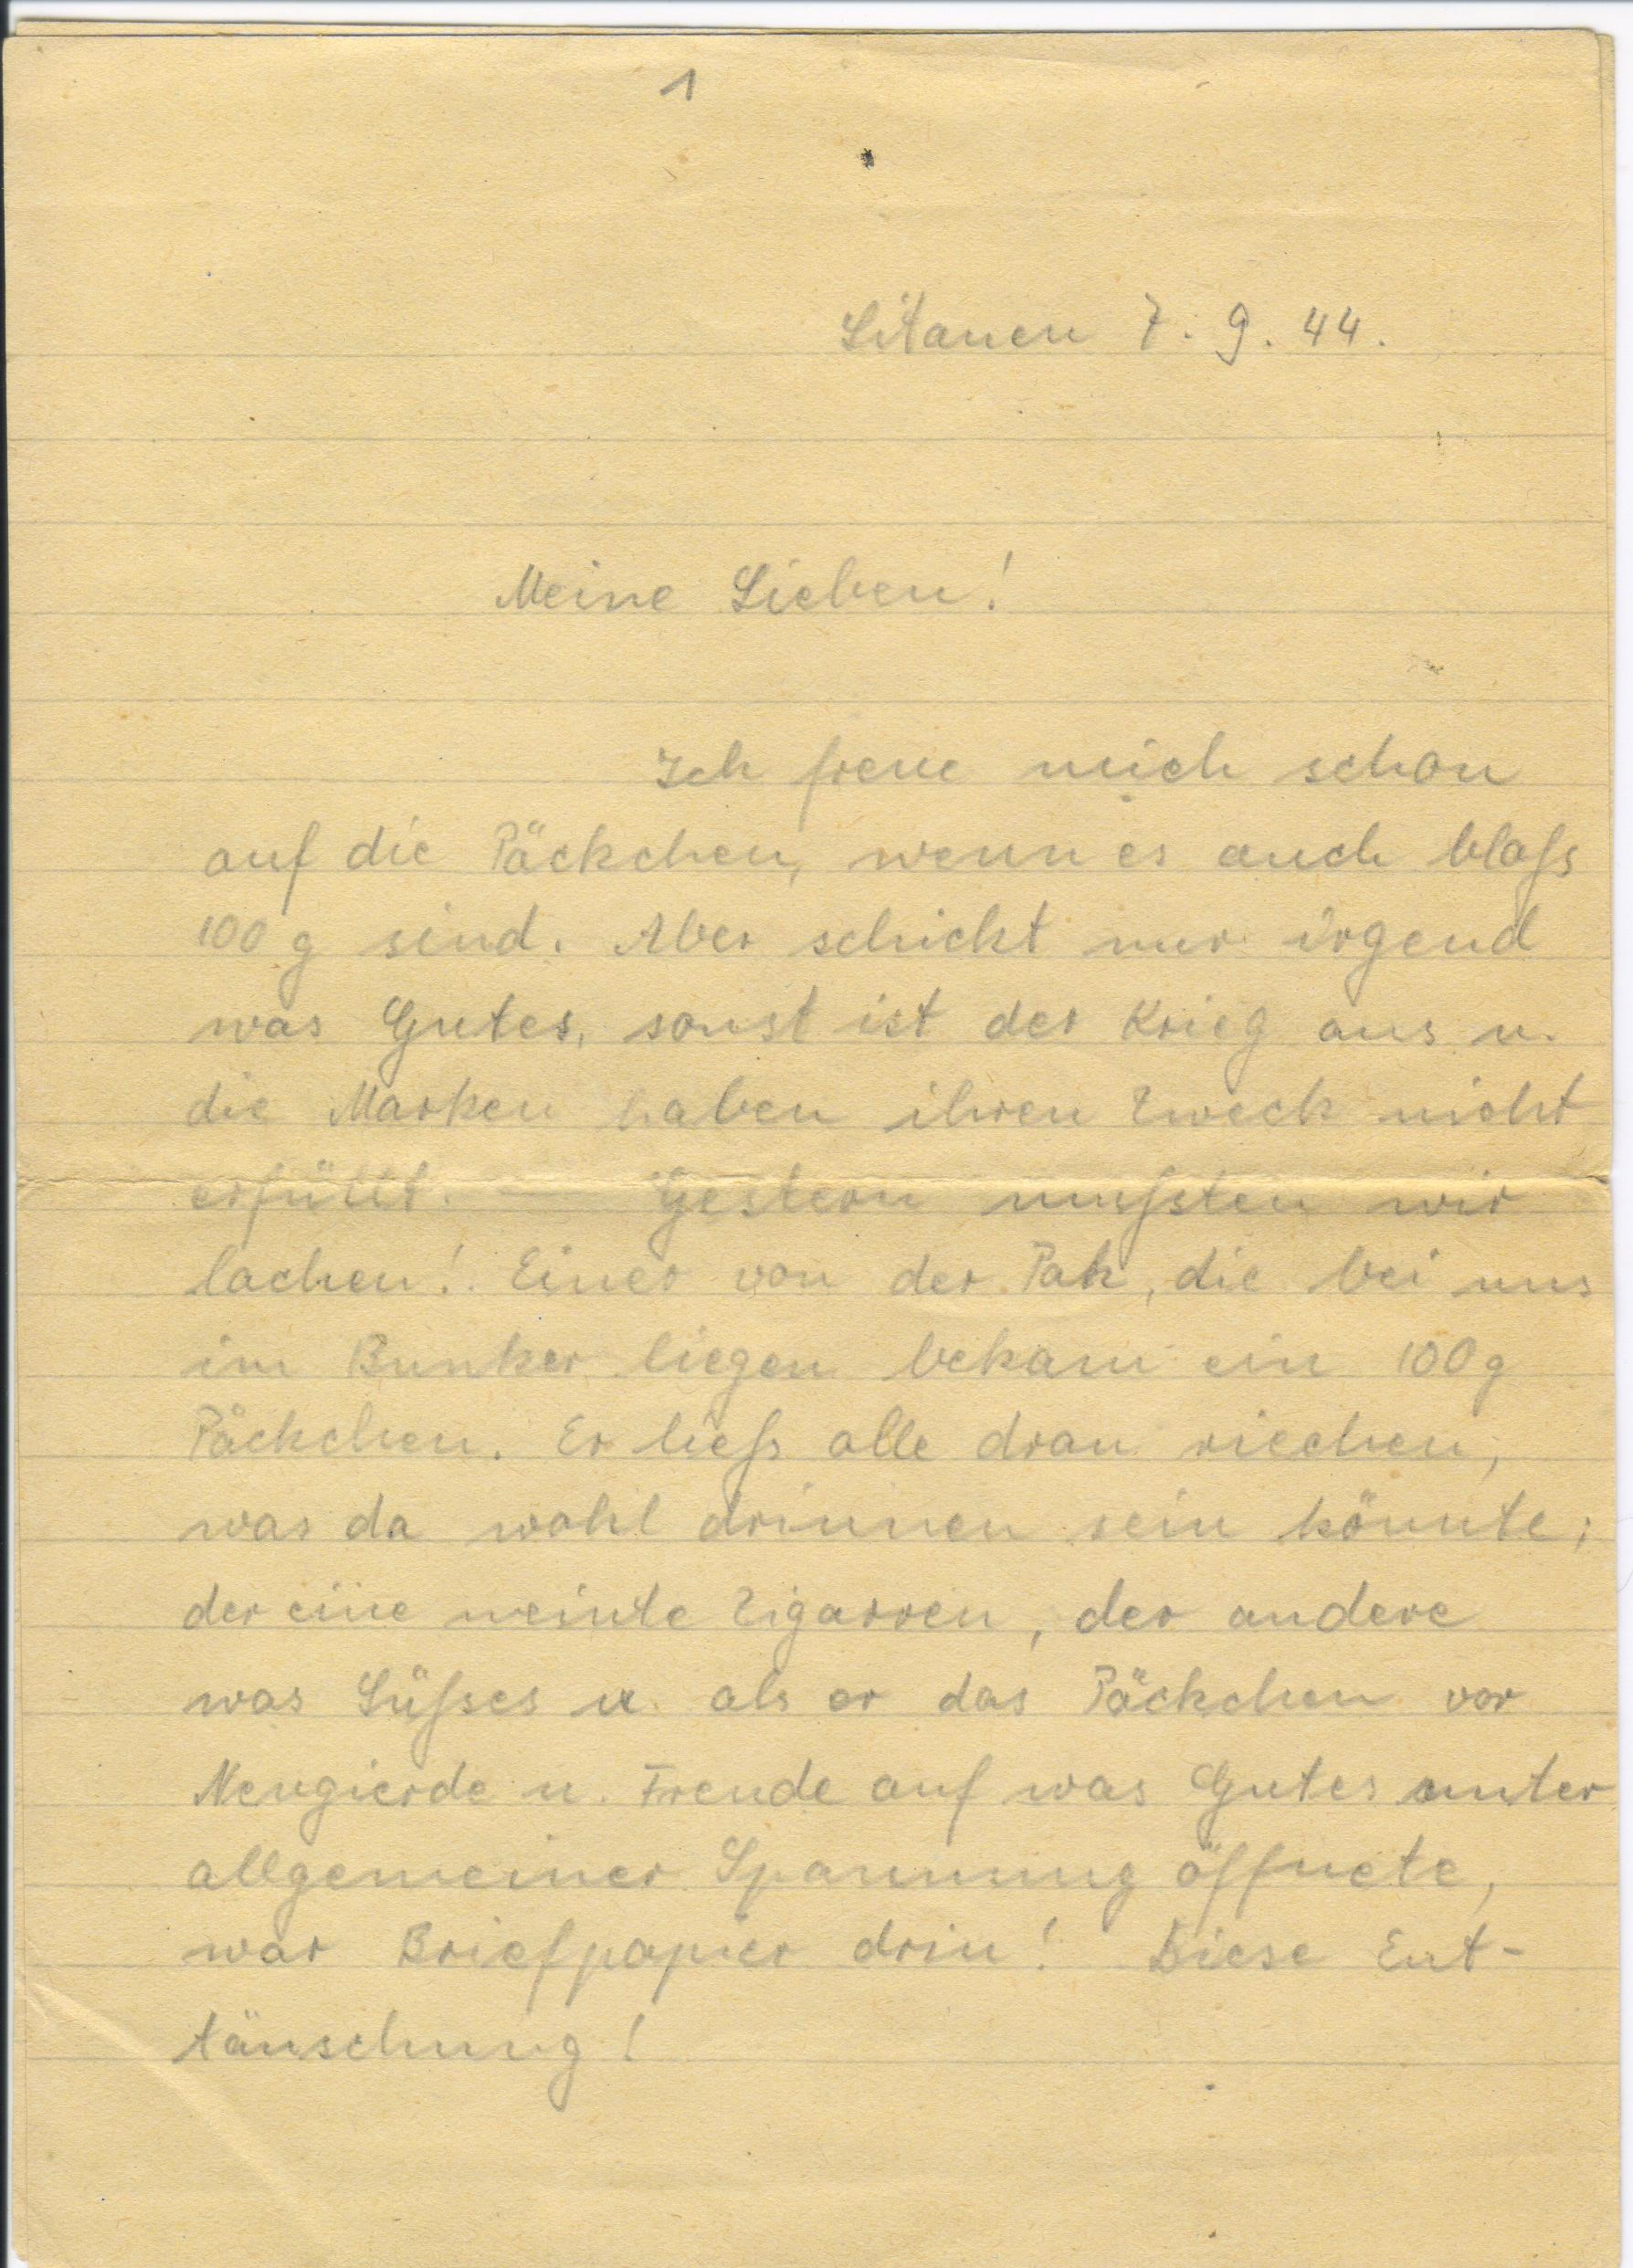 1
Litauen 7. 9. 44.
Meine Lieben!
Ich freue mich schon
auf die Päckchen, wenn es auch bloß
100 g sind. Aber schickt nur irgend
was Gutes, sonst ist der Krieg aus u.
die Marken haben ihren Zweck nicht
erfüllt. — Gestern mußten wir
lachen! Einer von der Pak, die bei uns
im Bunker liegen bekam ein 100 g
Päckchen. Er ließ alle dran riechen,
was da wohl drinnen sein könnte;
der eine meinte Zigarren, der andere
was Süßes u. als er das Päckchen vor
Neugierde u. Freude auf was Gutes unter
allgemeiner Spannung öffnete,
war Briefpapier drin! Diese Ent-
täuschung!